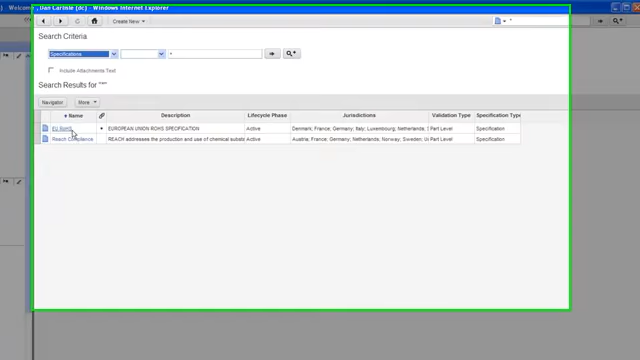 Welcome, Dan Carlisle (dc) - Windows Internet Explorer
Create New
*
Search Criteria
Specifications
*
Include Attachments Text
Search Results for "*"
Navigator More
Name Description Lifecycle Phase Jurisdictions Validation Type Specification Type
EU RoHS EUROPEAN UNION ROHS SPECIFICATION Active Denmark; France; Germany; Italy; Luxembourg; Netherlands; Part Level Specification
Reach Compliance REACH addresses the production and use of chemical substa Active Austria; France; Germany; Netherlands; Norway; Sweden; Part Level Specification